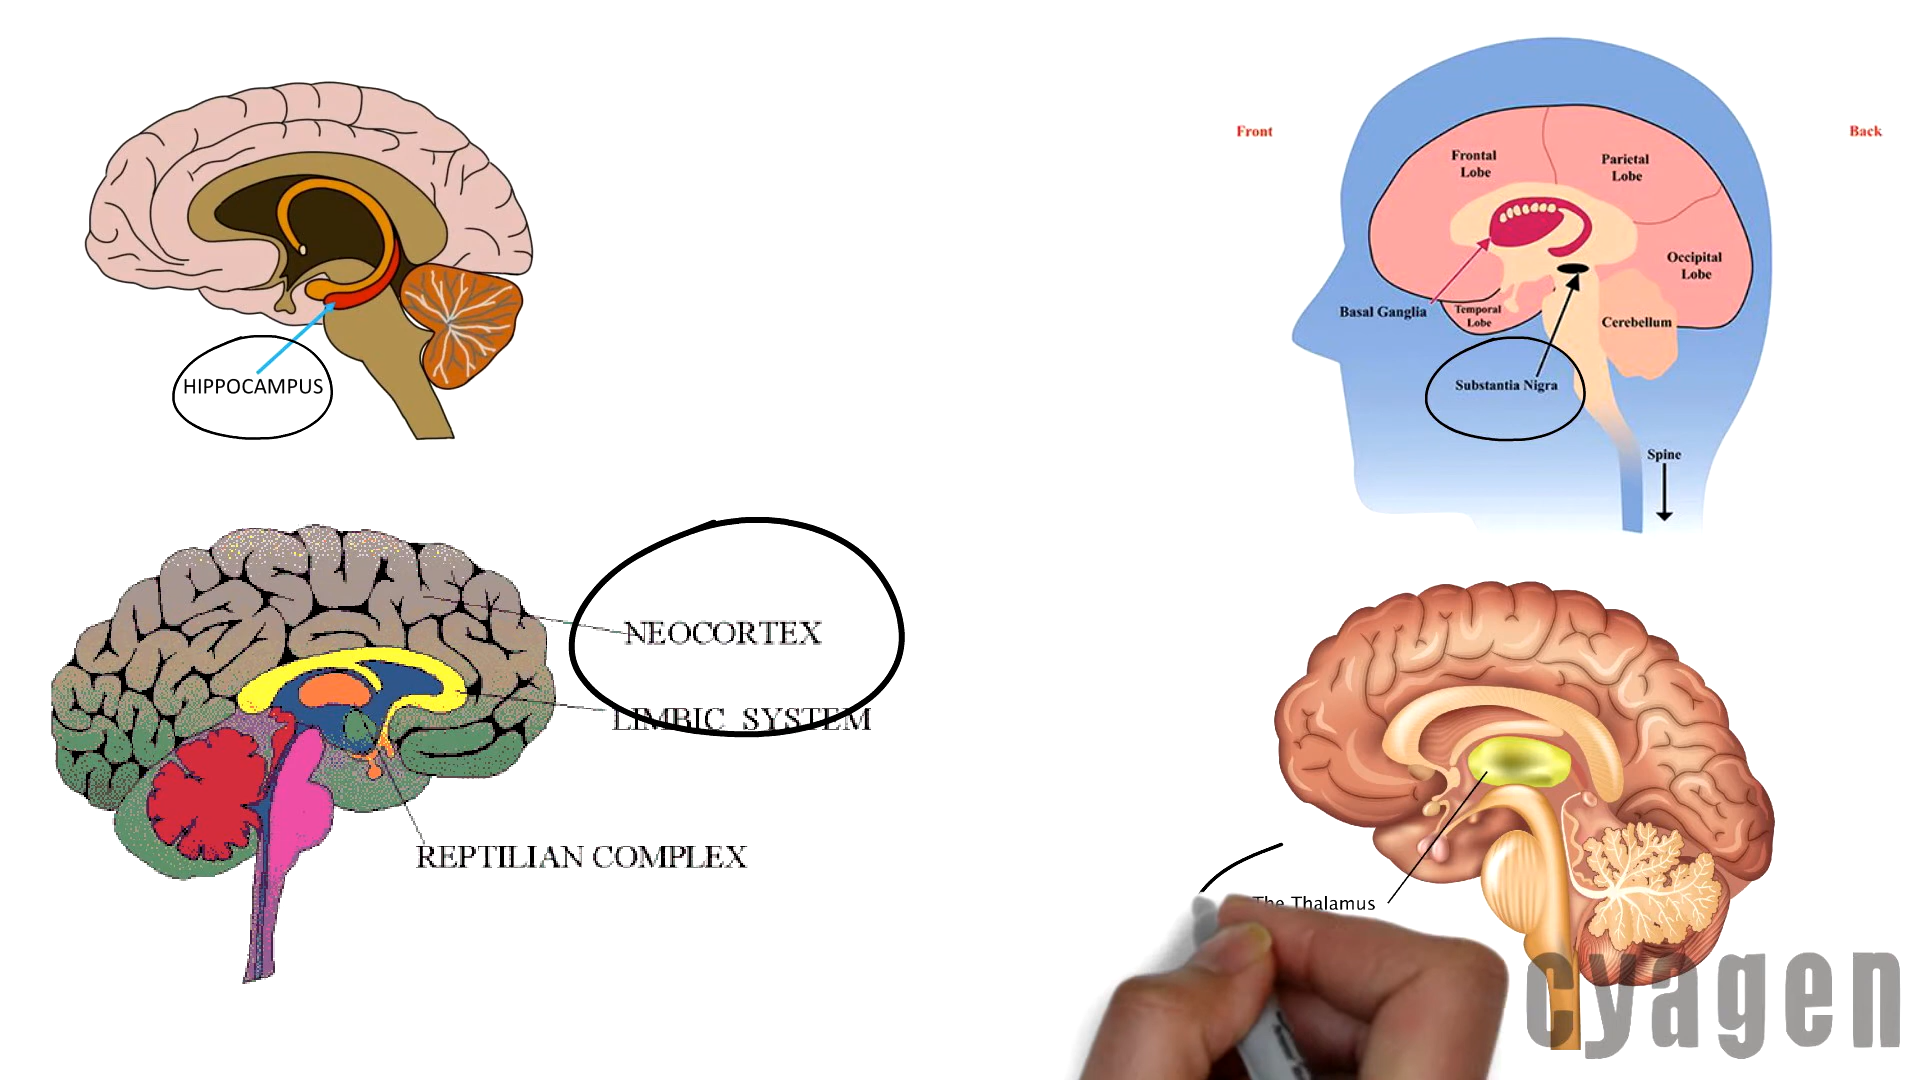 HIPPOCAMPUS
Front
Back
Frontal
Lobe
Parietal
Lobe
Occipital
Lobe
Basal Ganglia
Temporal
Lobe
Cerebellum
Substantia Nigra
Spine
NEOCORTEX
LIMBIC SYSTEM
REPTILIAN COMPLEX
The Thalamus
cyagen